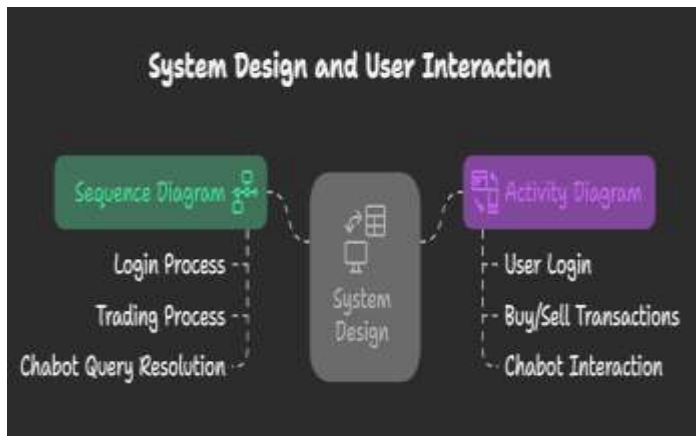 System Design and User Interaction
Sequence Diagram
Login Process
Trading Process
Chabot Query Resolution
System
Design
Activity Diagram
User Login
Buy/Sell Transactions
Chabot Interaction